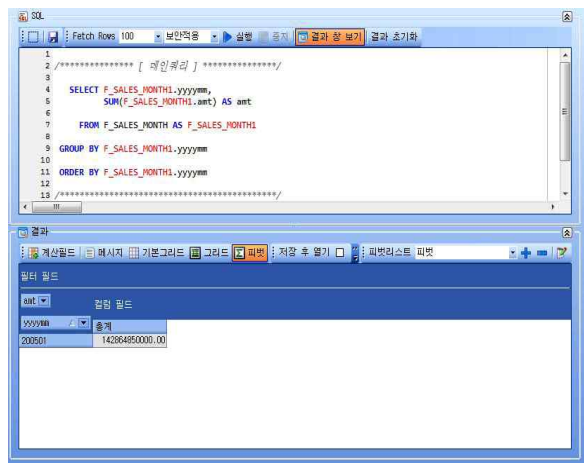 SQL
Fetch Rows 100 보안적용 실행 중지 결과 창 보기 결과 초기화
1
2 /*************** [ 메인쿼리 ] ***************/
3
4 SELECT F_SALES_MONTH1.yyyymm,
5 SUM(F_SALES_MONTH1.amt) AS amt
6
7 FROM F_SALES_MONTH AS F_SALES_MONTH1
8
9 GROUP BY F_SALES_MONTH1.yyyymm
10
11 ORDER BY F_SALES_MONTH1.yyyymm
12
13 /********************************************/
결과
계산필드 메시지 기본그리드 그리드 피벗 저장 후 열기 피벗리스트 피벗
필터 필드
amt 컬럼 필드
yyyymm 총계
200501 142864850000.00